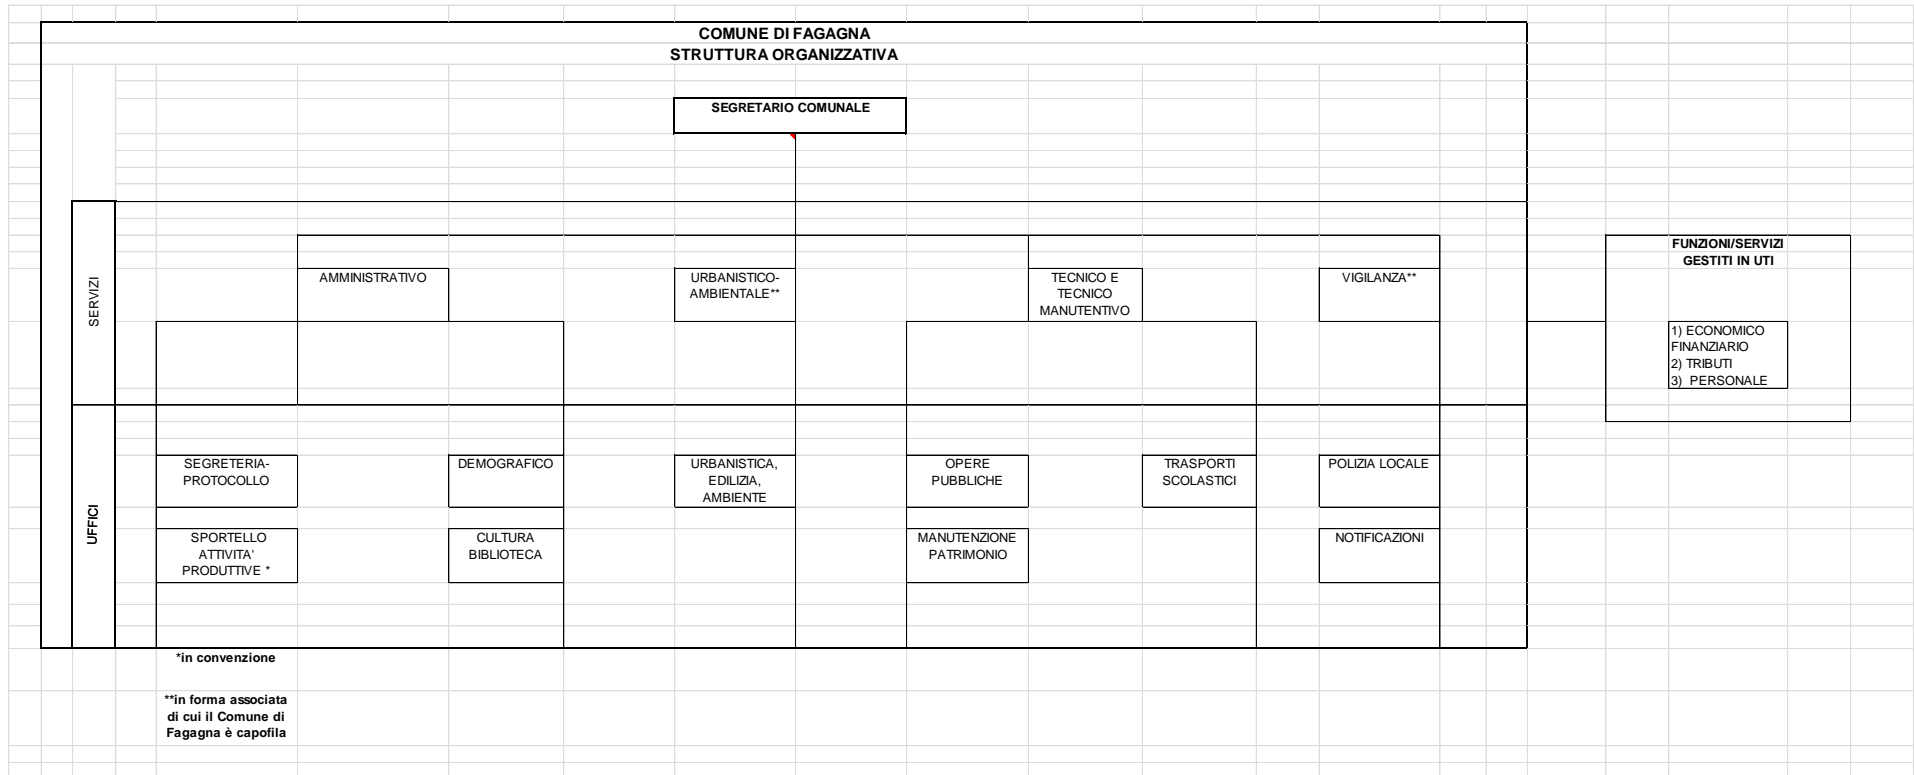 COMUNE DI FAGAGNA
STRUTTURA ORGANIZZATIVA
SEGRETARIO COMUNALE
SERVIZI
AMMINISTRATIVO
URBANISTICO-
AMBIENTALE**
TECNICO E
TECNICO
MANUTENTIVO
VIGILANZA**
FUNZIONI/SERVIZI
GESTITI IN UTI
1) ECONOMICO
FINANZIARIO
2) TRIBUTI
3) PERSONALE
UFFICI
SEGRETERIA-
PROTOCOLLO
DEMOGRAFICO
URBANISTICA,
EDILIZIA,
AMBIENTE
OPERE
PUBBLICHE
TRASPORTI
SCOLASTICI
POLIZIA LOCALE
SPORTELLO
ATTIVITA'
PRODUTTIVE *
CULTURA
BIBLIOTECA
MANUTENZIONE
PATRIMONIO
NOTIFICAZIONI
*in convenzione
**in forma associata
di cui il Comune di
Fagagna è capofila